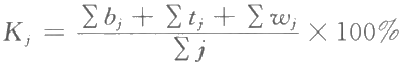 K_j = \frac{\sum b_j + \sum t_j + \sum w_j}{\sum j} \times 100\%